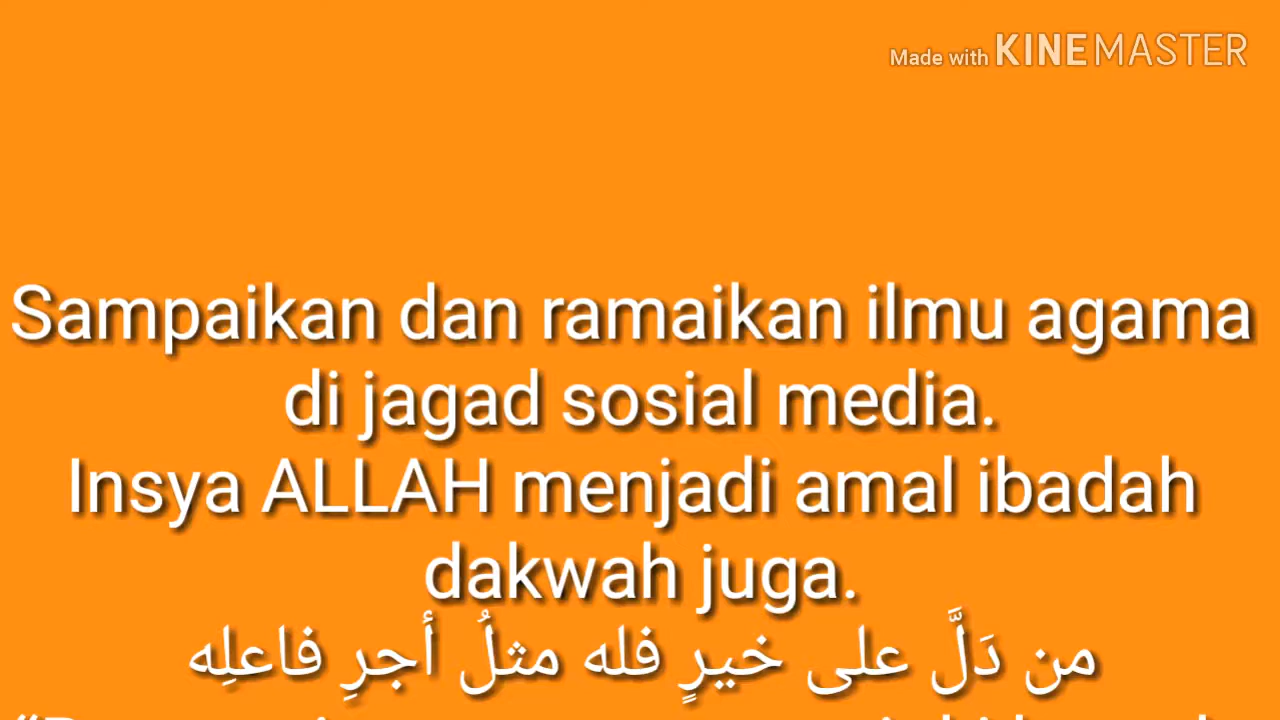 Made with KINEMASTER
Sampaikan dan ramaikan ilmu agama
di jagad sosial media.
Insya ALLAH menjadi amal ibadah
dakwah juga.
من دَلَّ على خيرٍ فله مثلُ أجرِ فاعلِه